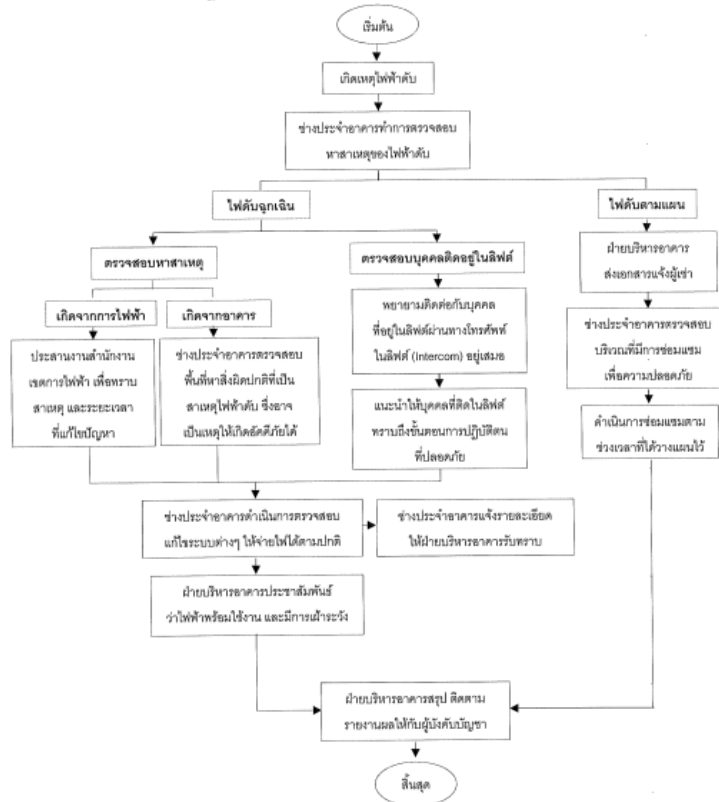 เริ่มต้น
เกิดเหตุไฟฟ้าดับ
ช่างประจำอาคารทำการตรวจสอบ
หาสาเหตุของไฟฟ้าดับ
ไฟดับฉุกเฉิน
ไฟดับตามแผน
ตรวจสอบหาสาเหตุ
ตรวจสอบบุคคลติดอยู่ในลิฟต์
ฝ่ายบริหารอาคาร
ส่งเอกสารแจ้งผู้เช่า
เกิดจากการไฟฟ้า
เกิดจากอาคาร
พยายามติดต่อกับบุคคล
ที่อยู่ในลิฟต์ผ่านทางโทรศัพท์
ในลิฟต์ (Intercom) อยู่เสมอ
ช่างประจำอาคารตรวจสอบ
บริเวณที่มีการซ่อมแซม
เพื่อความปลอดภัย
ประสานงานสำนักงาน
เขตการไฟฟ้า เพื่อทราบ
สาเหตุ และระยะเวลา
ที่แก้ไขปัญหา
ช่างประจำอาคารตรวจสอบ
พื้นที่หาสิ่งผิดปกติที่เป็น
สาเหตุไฟฟ้าดับ ซึ่งอาจ
เป็นเหตุให้เกิดอัคคีภัยได้
แนะนำให้บุคคลที่ติดในลิฟต์
ทราบถึงขั้นตอนการปฏิบัติตน
ที่ปลอดภัย
ดำเนินการซ่อมแซมตาม
ช่วงเวลาที่ได้วางแผนไว้
ช่างประจำอาคารดำเนินการตรวจสอบ
แก้ไขระบบต่างๆ ให้จ่ายไฟได้ตามปกติ
ช่างประจำอาคารแจ้งรายละเอียด
ให้ฝ่ายบริหารอาคารรับทราบ
ฝ่ายบริหารอาคารประชาสัมพันธ์
ว่าไฟฟ้าพร้อมใช้งาน และมีการเฝ้าระวัง
ฝ่ายบริหารอาคารสรุป ติดตาม
รายงานผลให้กับผู้บังคับบัญชา
สิ้นสุด